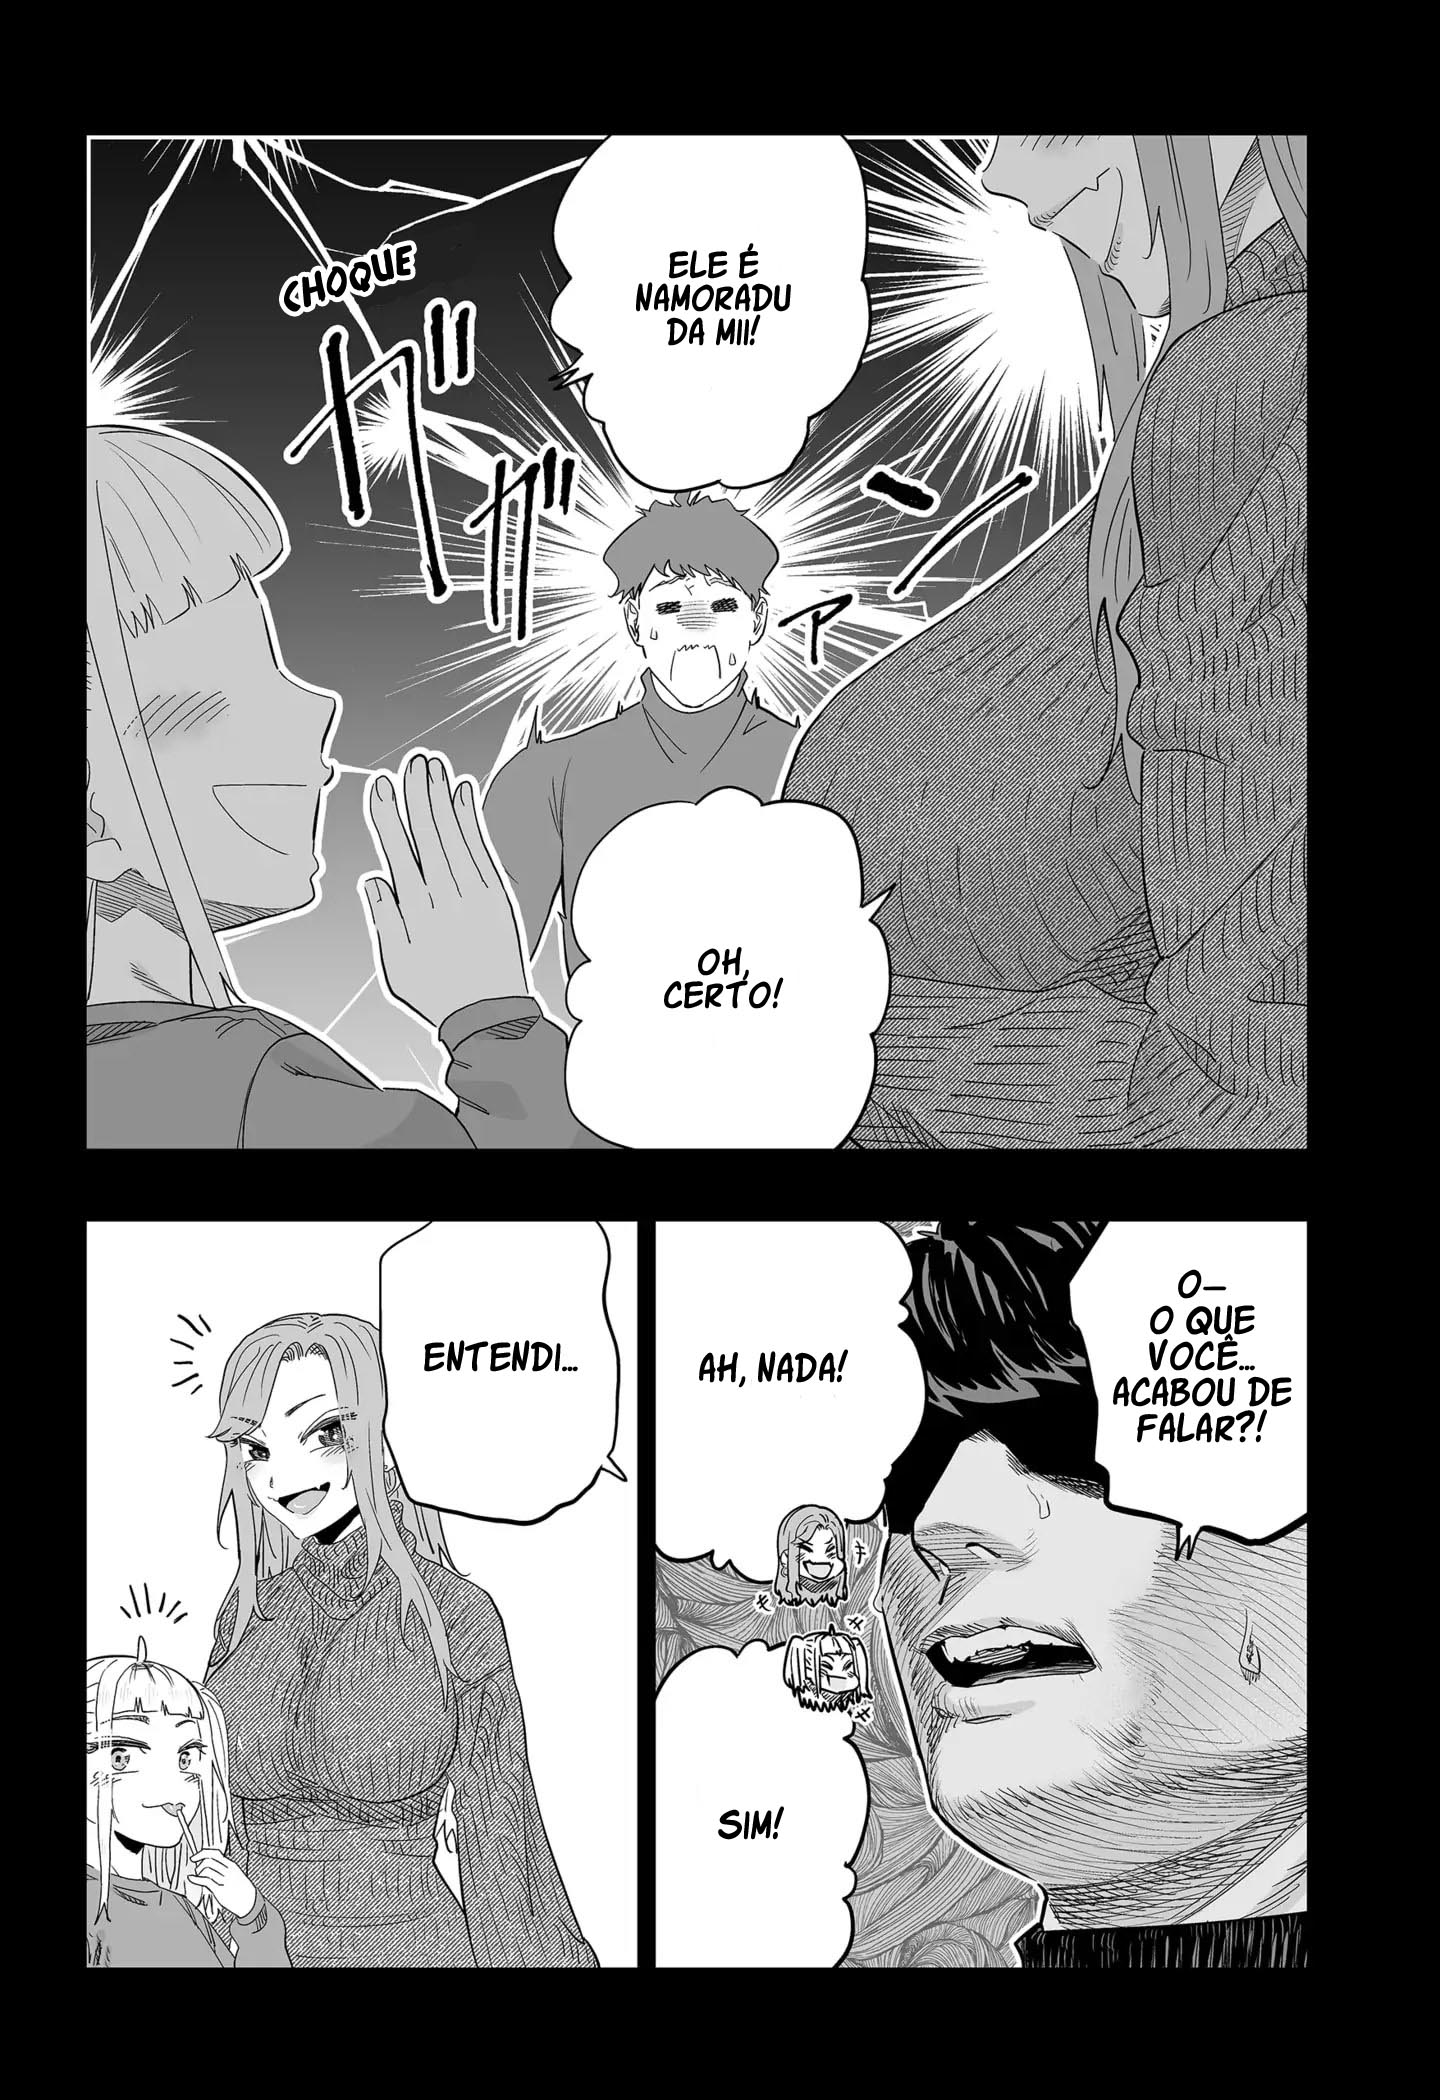 ELE É
NAMORADU
DA MII!
CHOQUE
ガガーン
OH,
CERTO!
O—
O QUE
VOCÊ...
ACABOU DE
FALAR?!
AH, NADA!
SIM!
ENTENDI...